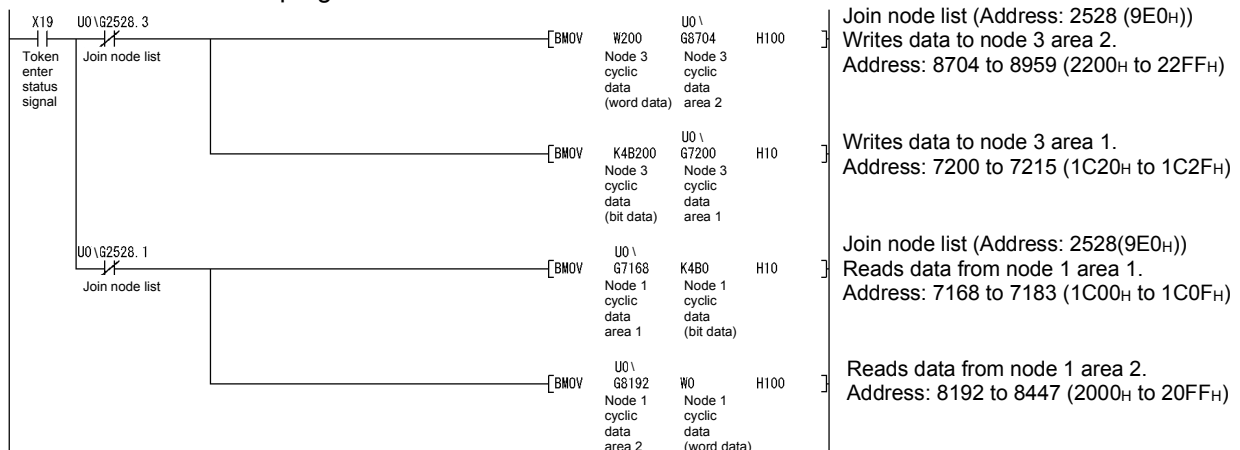 X19 U0\G2528.3
Token
enter
status
signal
Join node list
BMOV W200 U0\G8704 H100
Node 3
cyclic
data
(word data)
Node 3
cyclic
data
area 2
Join node list (Address: 2528 (9E0H))
Writes data to node 3 area 2.
Address: 8704 to 8959 (2200H to 22FFH)
BMOV K4B200 U0\G7200 H10
Node 3
cyclic
data
(bit data)
Node 3
cyclic
data
area 1
Writes data to node 3 area 1.
Address: 7200 to 7215 (1C20H to 1C2FH)
U0\G2528.1
Join node list
BMOV U0\G7168 K4B0 H10
Node 1
cyclic
data
area 1
Node 1
cyclic
data
(bit data)
Join node list (Address: 2528(9E0H))
Reads data from node 1 area 1.
Address: 7168 to 7183 (1C00H to 1C0FH)
BMOV U0\G8192 W0 H100
Node 1
cyclic
data
area 2
Node 1
cyclic
data
(word data)
Reads data from node 1 area 2.
Address: 8192 to 8447 (2000H to 20FFH)